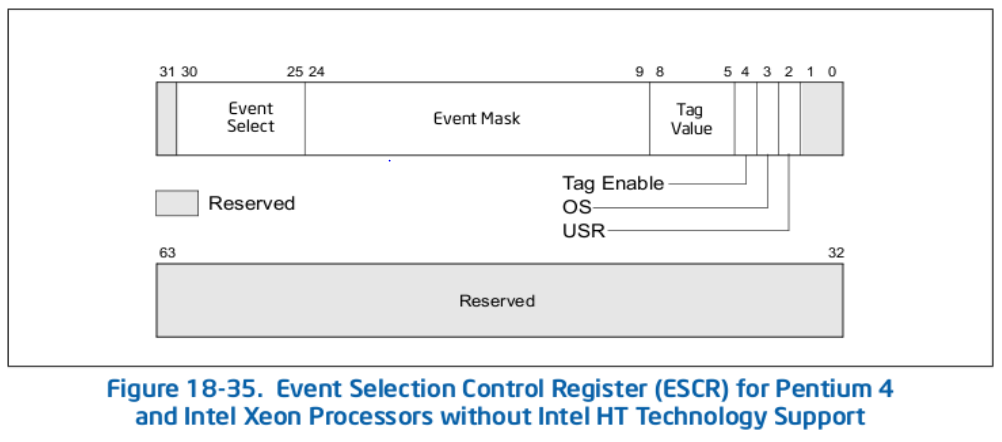 31 30 25 24 9 8 5 4 3 2 1 0
Event
Select
Event Mask
Tag
Value
Tag Enable
OS
USR
Reserved
63 32
Reserved
Figure 18-35. Event Selection Control Register (ESCR) for Pentium 4
and Intel Xeon Processors without Intel HT Technology Support